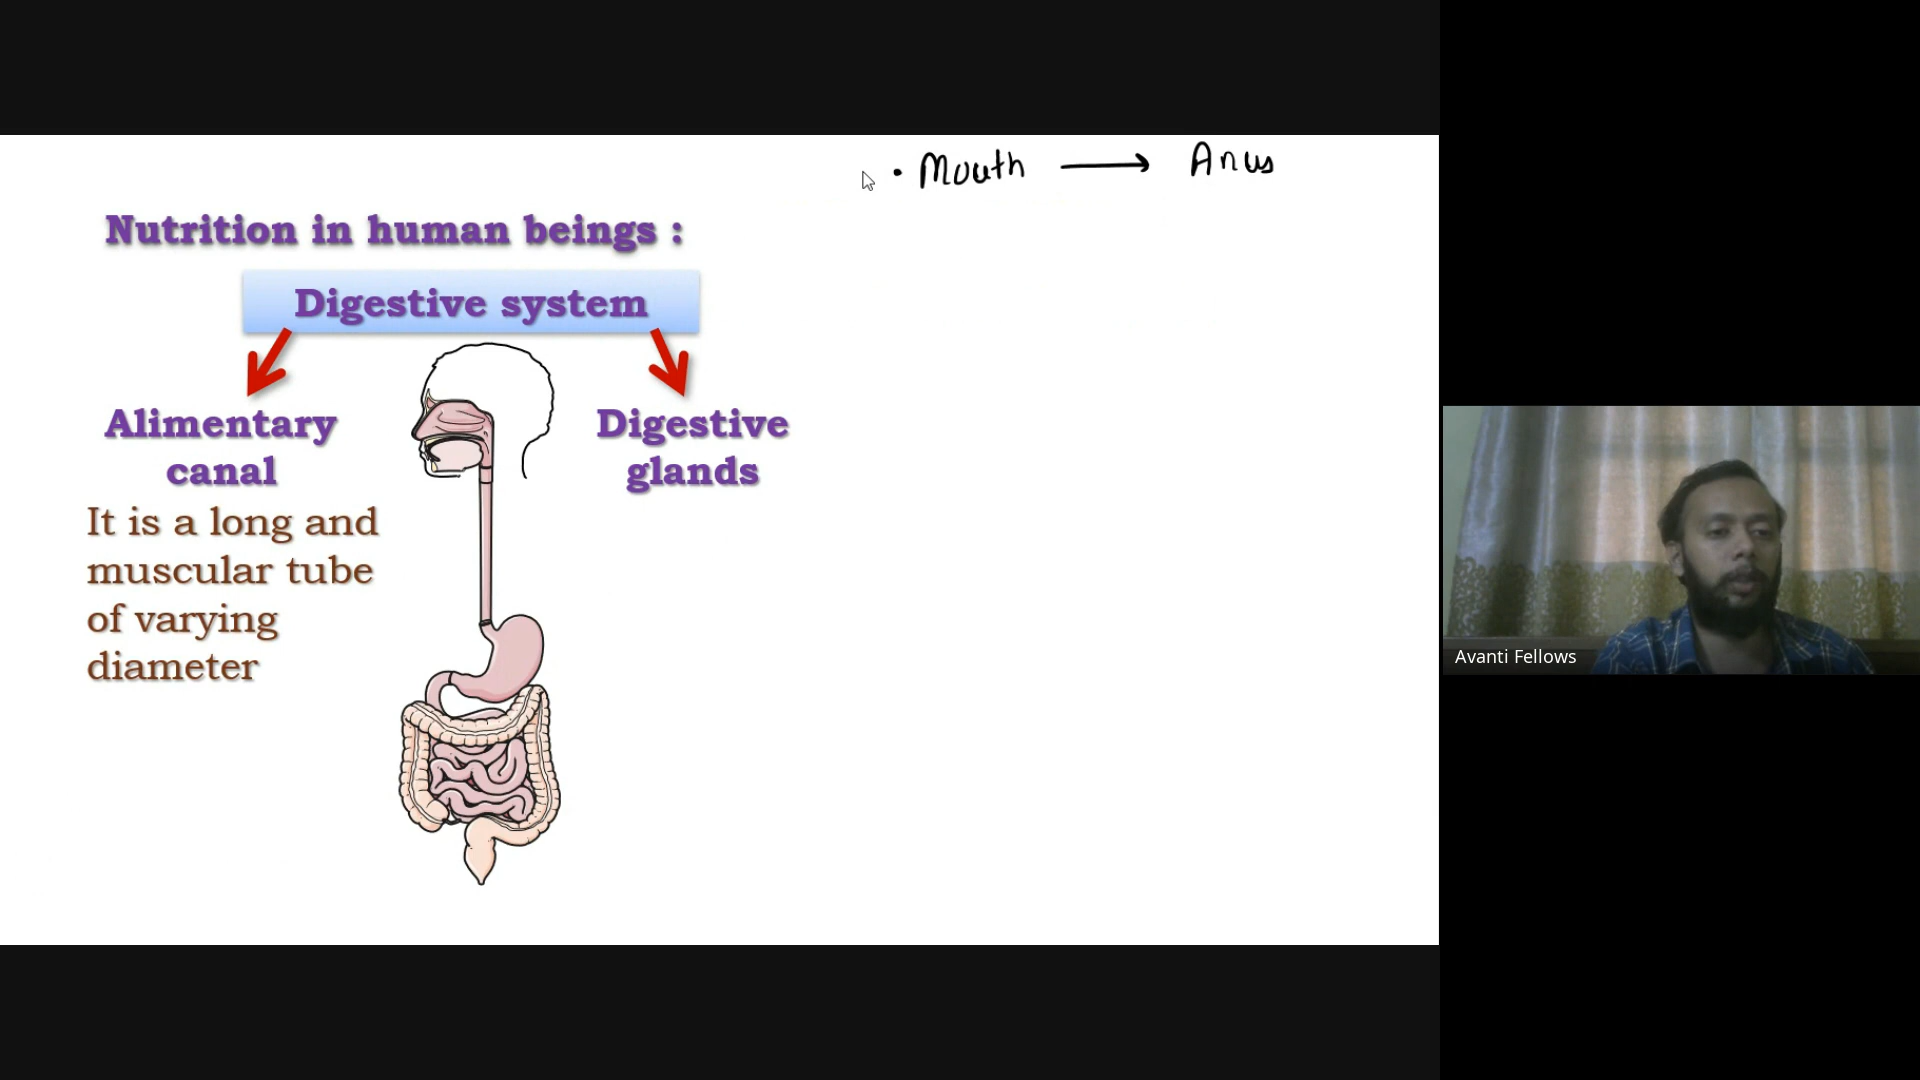 • Mouth ⟶ Anus
Nutrition in human beings :
Digestive system
Alimentary
canal
Digestive
glands
It is a long and
muscular tube
of varying
diameter
Avanti Fellows